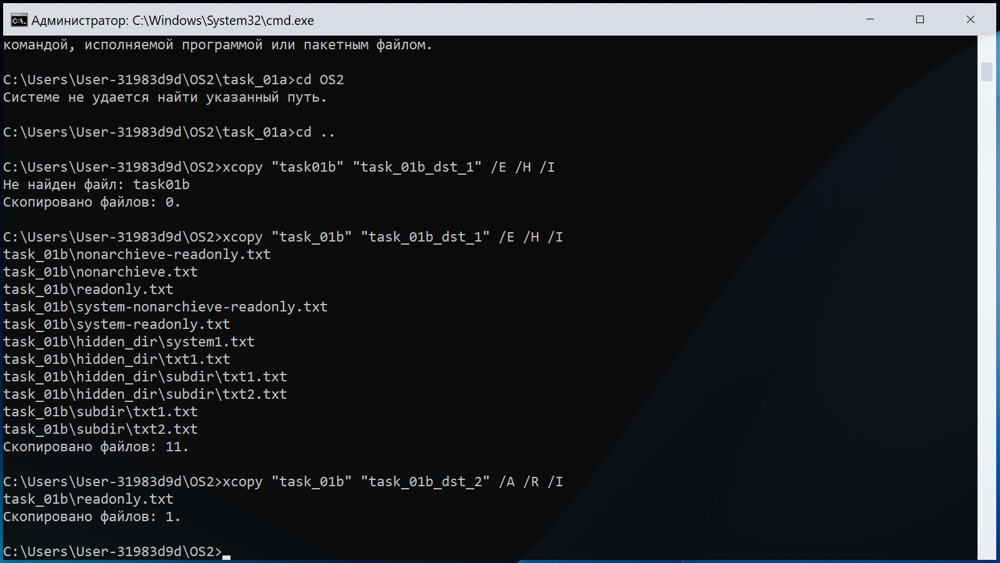 Администратор: C:\Windows\System32\cmd.exe
командой, исполняемой программой или пакетным файлом.
C:\Users\User-31983d9d\OS2\task_01a>cd OS2
Системе не удается найти указанный путь.
C:\Users\User-31983d9d\OS2\task_01a>cd ..
C:\Users\User-31983d9d\OS2>xcopy "task01b" "task_01b_dst_1" /E /H /I
Не найден файл: task01b
Скопировано файлов: 0.
C:\Users\User-31983d9d\OS2>xcopy "task_01b" "task_01b_dst_1" /E /H /I
task_01b\nonarchieve-readonly.txt
task_01b\nonarchieve.txt
task_01b\readonly.txt
task_01b\system-nonarchieve-readonly.txt
task_01b\system-readonly.txt
task_01b\hidden_dir\system1.txt
task_01b\hidden_dir\txt1.txt
task_01b\hidden_dir\subdir\txt1.txt
task_01b\hidden_dir\subdir\txt2.txt
task_01b\subdir\txt1.txt
task_01b\subdir\txt2.txt
Скопировано файлов: 11.
C:\Users\User-31983d9d\OS2>xcopy "task_01b" "task_01b_dst_2" /A /R /I
task_01b\readonly.txt
Скопировано файлов: 1.
C:\Users\User-31983d9d\OS2>